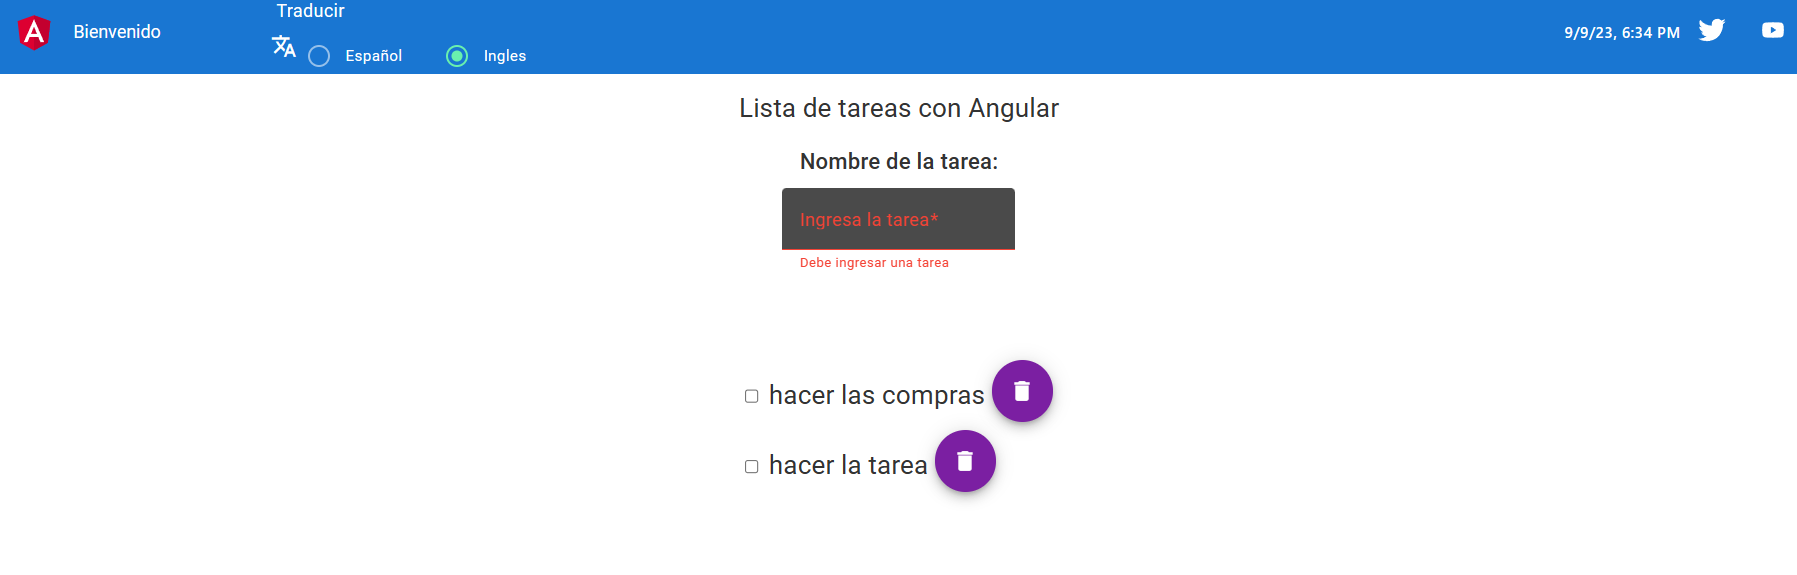 Bienvenido
Traducir
Español Ingles
9/9/23, 6:34 PM
Lista de tareas con Angular
Nombre de la tarea:
Ingresa la tarea*
Debe ingresar una tarea
hacer las compras
hacer la tarea